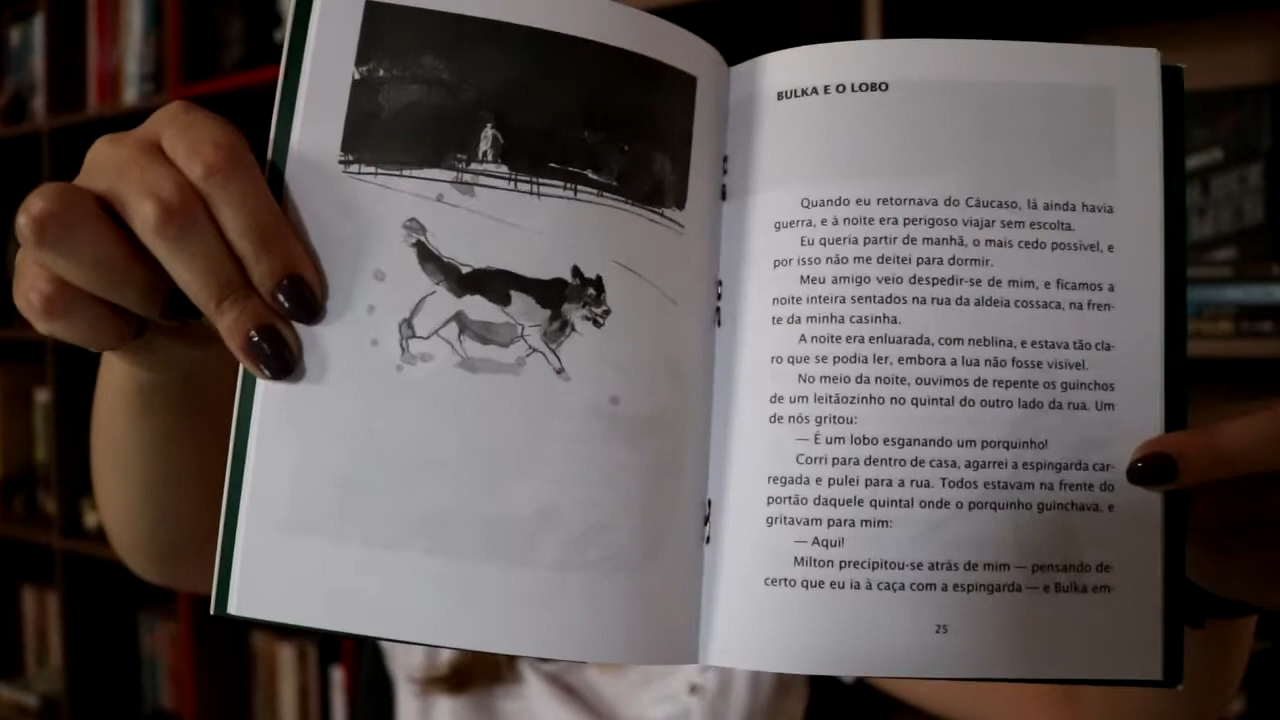 BULKA E O LOBO
Quando eu retornava do Cáucaso, lá ainda havia
guerra, e à noite era perigoso viajar sem escolta.
Eu queria partir de manhã, o mais cedo possível, e
por isso não me deitei para dormir.
Meu amigo veio despedir-se de mim, e ficamos a
noite inteira sentados na rua da aldeia cossaca, na fren-
te da minha casinha.
A noite era enluarada, com neblina, e estava tão cla-
ro que se podia ler, embora a lua não fosse visível.
No meio da noite, ouvimos de repente os guinchos
de um leitãozinho no quintal do outro lado da rua. Um
de nós gritou:
— É um lobo esganando um porquinho!
Corri para dentro de casa, agarrei a espingarda car-
regada e pulei para a rua. Todos estavam na frente do
portão daquele quintal onde o porquinho guinchava, e
gritavam para mim:
— Aqui!
Milton precipitou-se atrás de mim — pensando de-
certo que eu ia à caça com a espingarda — e Bulka em-
25